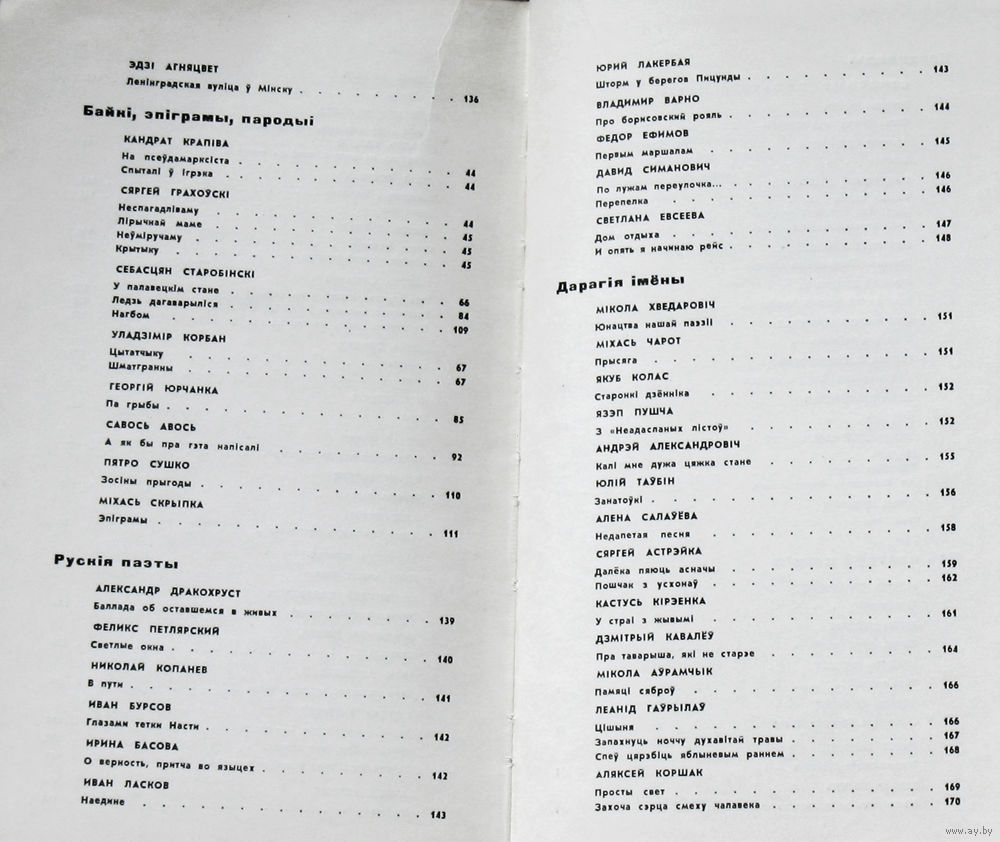 ЭДЗІ АГНЯЦВЕТ
Ленінградская вуліца ў Мінску . . . . . . . . . 136
Байкі, эпіграмы, пародыі
КАНДРАТ КРАПІВА
На псеўдамарксіста . . . . . . . . . . . 44
Спыталі ў Ігрэка . . . . . . . . . . . 44
СЯРГЕЙ ГРАХОЎСКІ
Неспагадліваму . . . . . . . . . . . 44
Лірычнай маме . . . . . . . . . . . 45
Неўміручаму . . . . . . . . . . . 45
Крытыку . . . . . . . . . . . 45
СЕБАСЦЯН СТАРОБІНСКІ
У палавецкім стане . . . . . . . . . . . 66
Ледзь дагаварыліся . . . . . . . . . . . 84
Нагбом . . . . . . . . . . . 109
УЛАДЗІМІР КОРБАН
Цытатчыку . . . . . . . . . . . 67
Шматгранны . . . . . . . . . . . 67
ГЕОРГІЙ ЮРЧАНКА
Па грыбы . . . . . . . . . . . 85
САВОСЬ АВОСЬ
А як бы пра гэта напісалі . . . . . . . . . 92
ПЯТРО СУШКО
Зосіны прыгоды . . . . . . . . . . . 110
МІХАСЬ СКРЫПКА
Эпіграмы . . . . . . . . . . . 111
Рускія паэты
АЛЕКСАНДР ДРАКОХРУСТ
Баллада об оставшемся в живых . . . . . . . . 139
ФЕЛИКС ПЕТЛЯРСКИЙ
Светлые окна . . . . . . . . . . . 140
НИКОЛАЙ КОПАНЕВ
В пути . . . . . . . . . . . 141
ИВАН БУРСОВ
Глазами тетки Насти . . . . . . . . . . . 142
ИРИНА БАСОВА
О верность, притча во языцех . . . . . . . . 142
ИВАН ЛАСКОВ
Наедине . . . . . . . . . . . 143
ЮРИЙ ЛАКЕРБАЯ
Шторм у берегов Пицунды . . . . . . . . . 143
ВЛАДИМИР ВАРНО
Про борисовский рояль . . . . . . . . . . 144
ФЕДОР ЕФИМОВ
Первым маршалам . . . . . . . . . . . 145
ДАВИД СИМАНОВИЧ
По лужам переулочка... . . . . . . . . . . 146
Перепелка . . . . . . . . . . . 146
СВЕТЛАНА ЕВСЕЕВА
Дом отдыха . . . . . . . . . . . 147
И опять я начинаю рейс . . . . . . . . . . 148
Дарагія імёны
МІКОЛА ХВЕДАРОВІЧ
Юнацтва нашай паэзіі . . . . . . . . . . 151
МІХАСЬ ЧАРОТ
Прысяга . . . . . . . . . . . 151
ЯКУБ КОЛАС
Старонкі дзённіка . . . . . . . . . . . 152
ЯЗЭП ПУШЧА
З «Неадасланых лістоў» . . . . . . . . . . 152
АНДРЭЙ АЛЕКСАНДРОВІЧ
Калі мне дужа цяжка стане . . . . . . . . . 155
ЮЛІЙ ТАЎБІН
Занатоўкі . . . . . . . . . . . 156
АЛЕНА САЛАЎЁВА
Недапетая песня . . . . . . . . . . . 158
СЯРГЕЙ АСТРЭЙКА
Далёка пяюць асначы . . . . . . . . . . 159
Пошчак з усхонаў . . . . . . . . . . . 162
КАСТУСЬ КІРЭЕНКА
У страі з жывымі . . . . . . . . . . . 161
ДЗМІТРЫЙ КАВАЛЁЎ
Пра таварыша, які не старэе . . . . . . . . . 164
МІКОЛА АЎРАМЧЫК
Памяці сяброў . . . . . . . . . . . 166
ЛЕАНІД ГАЎРЫЛАЎ
Цішыня . . . . . . . . . . . 166
Запахнуць ноччу духавітай травы . . . . . . . . 167
Спеў цярэбіць яблыневым раннем . . . . . . . . 168
АЛЯКСЕЙ КОРШАК
Просты свет . . . . . . . . . . . 169
Захоча сэрца смеху чалавека . . . . . . . . . 170
www.ay.by